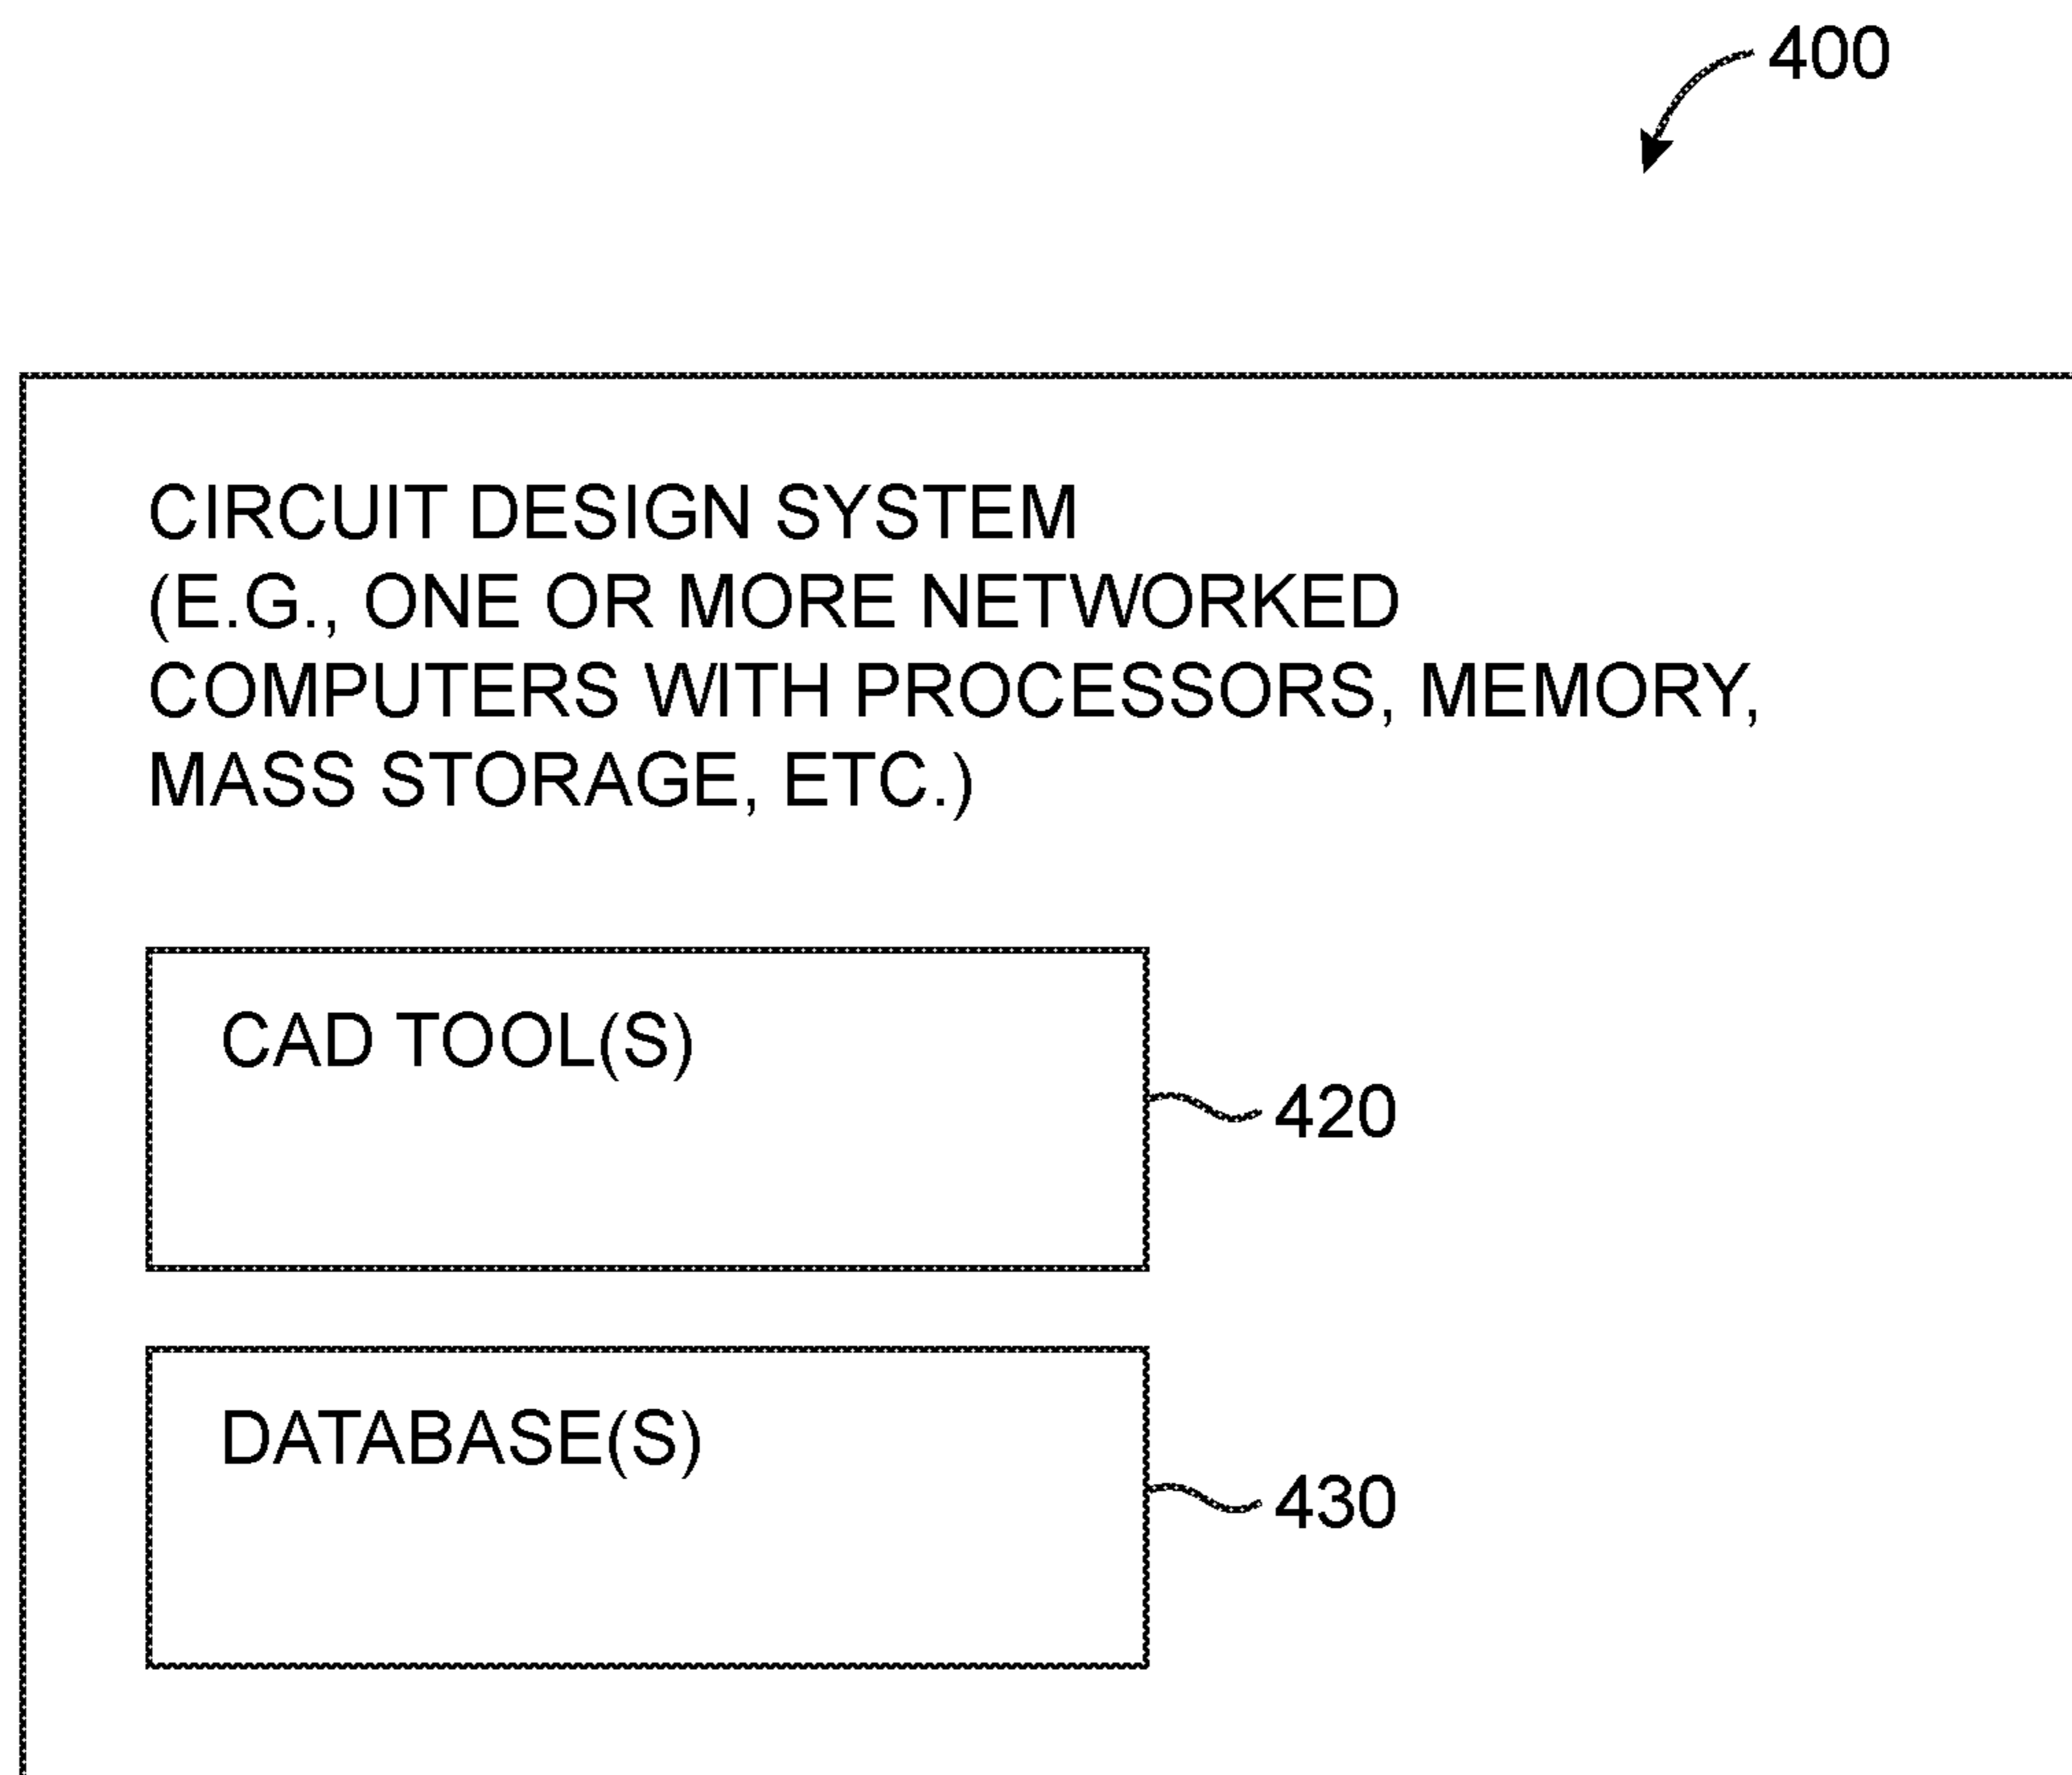 400
CIRCUIT DESIGN SYSTEM
(E.G., ONE OR MORE NETWORKED
COMPUTERS WITH PROCESSORS, MEMORY,
MASS STORAGE, ETC.)
CAD TOOL(S)
420
DATABASE(S)
430